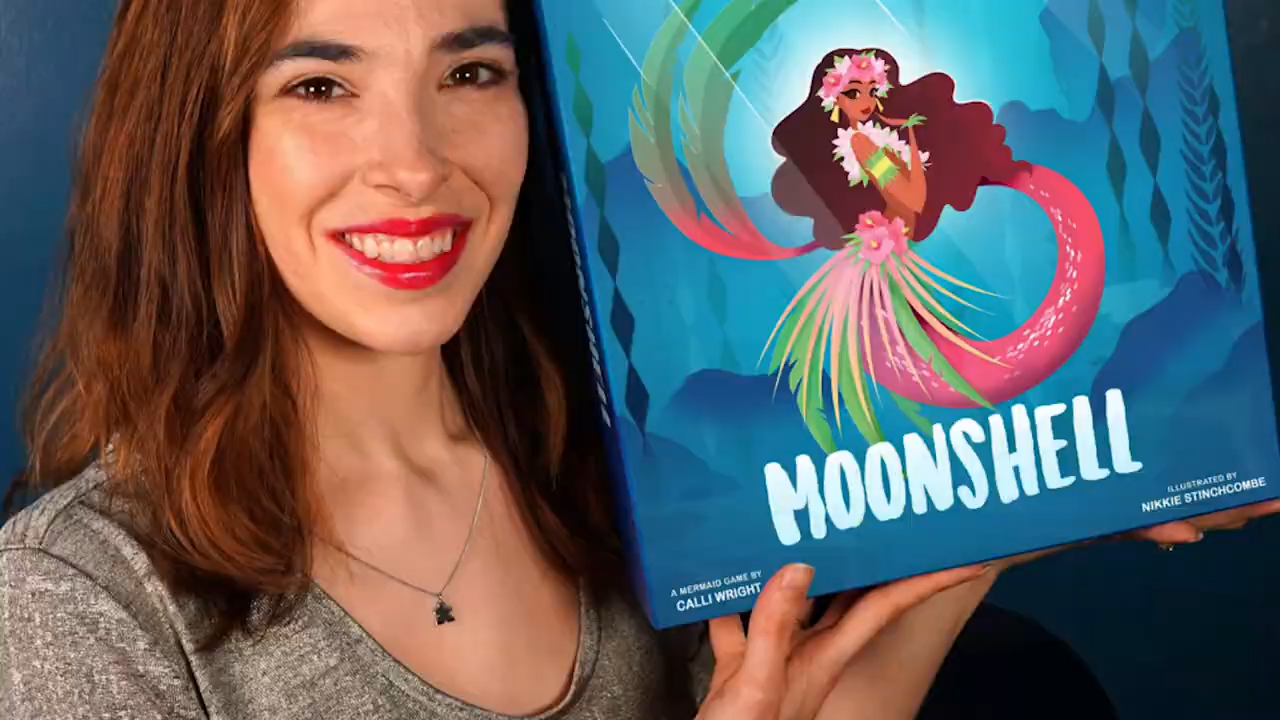 MOONSHELL
ILLUSTRATED BY
NIKKIE STINCHCOMBE
A MERMAID GAME BY
CALLI WRIGHT